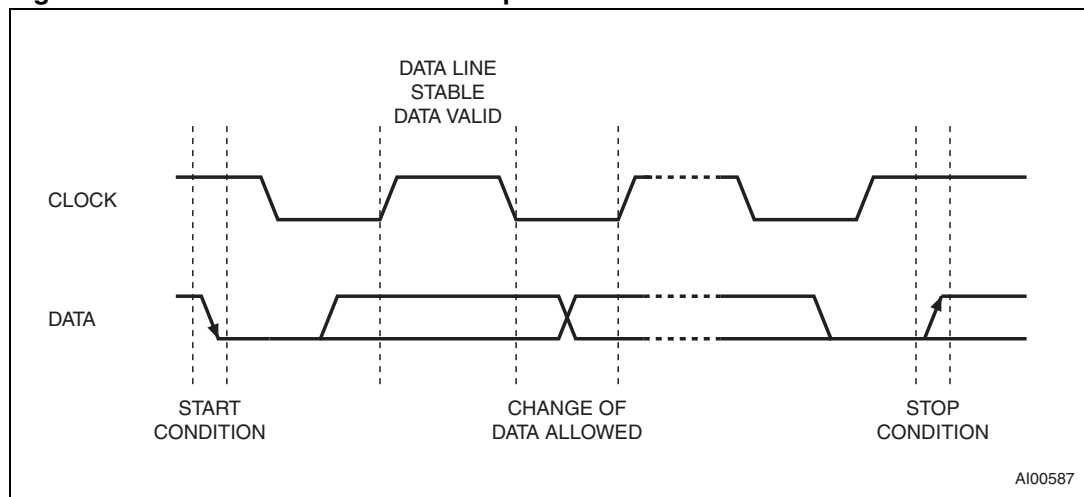 DATA LINE
STABLE
DATA VALID
CLOCK
DATA
START
CONDITION
CHANGE OF
DATA ALLOWED
STOP
CONDITION
AI00587